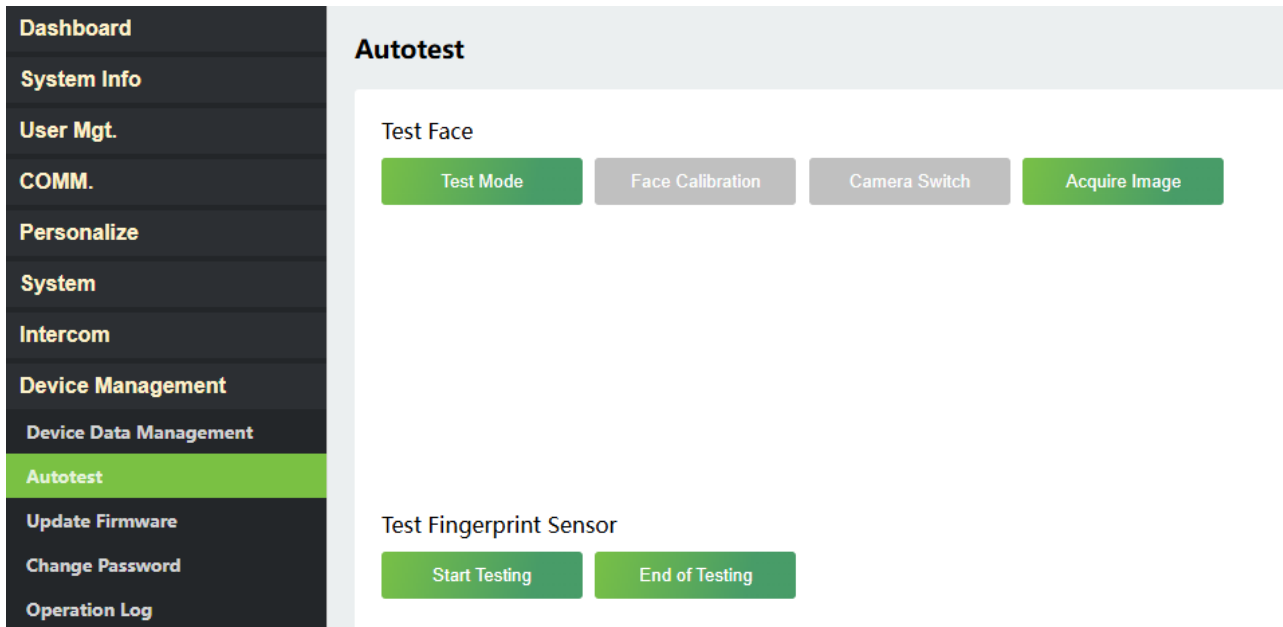 Dashboard
System Info
User Mgt.
COMM.
Personalize
System
Intercom
Device Management
Device Data Management
Autotest
Update Firmware
Change Password
Operation Log
Autotest
Test Face
Test Mode
Face Calibration
Camera Switch
Acquire Image
Test Fingerprint Sensor
Start Testing
End of Testing